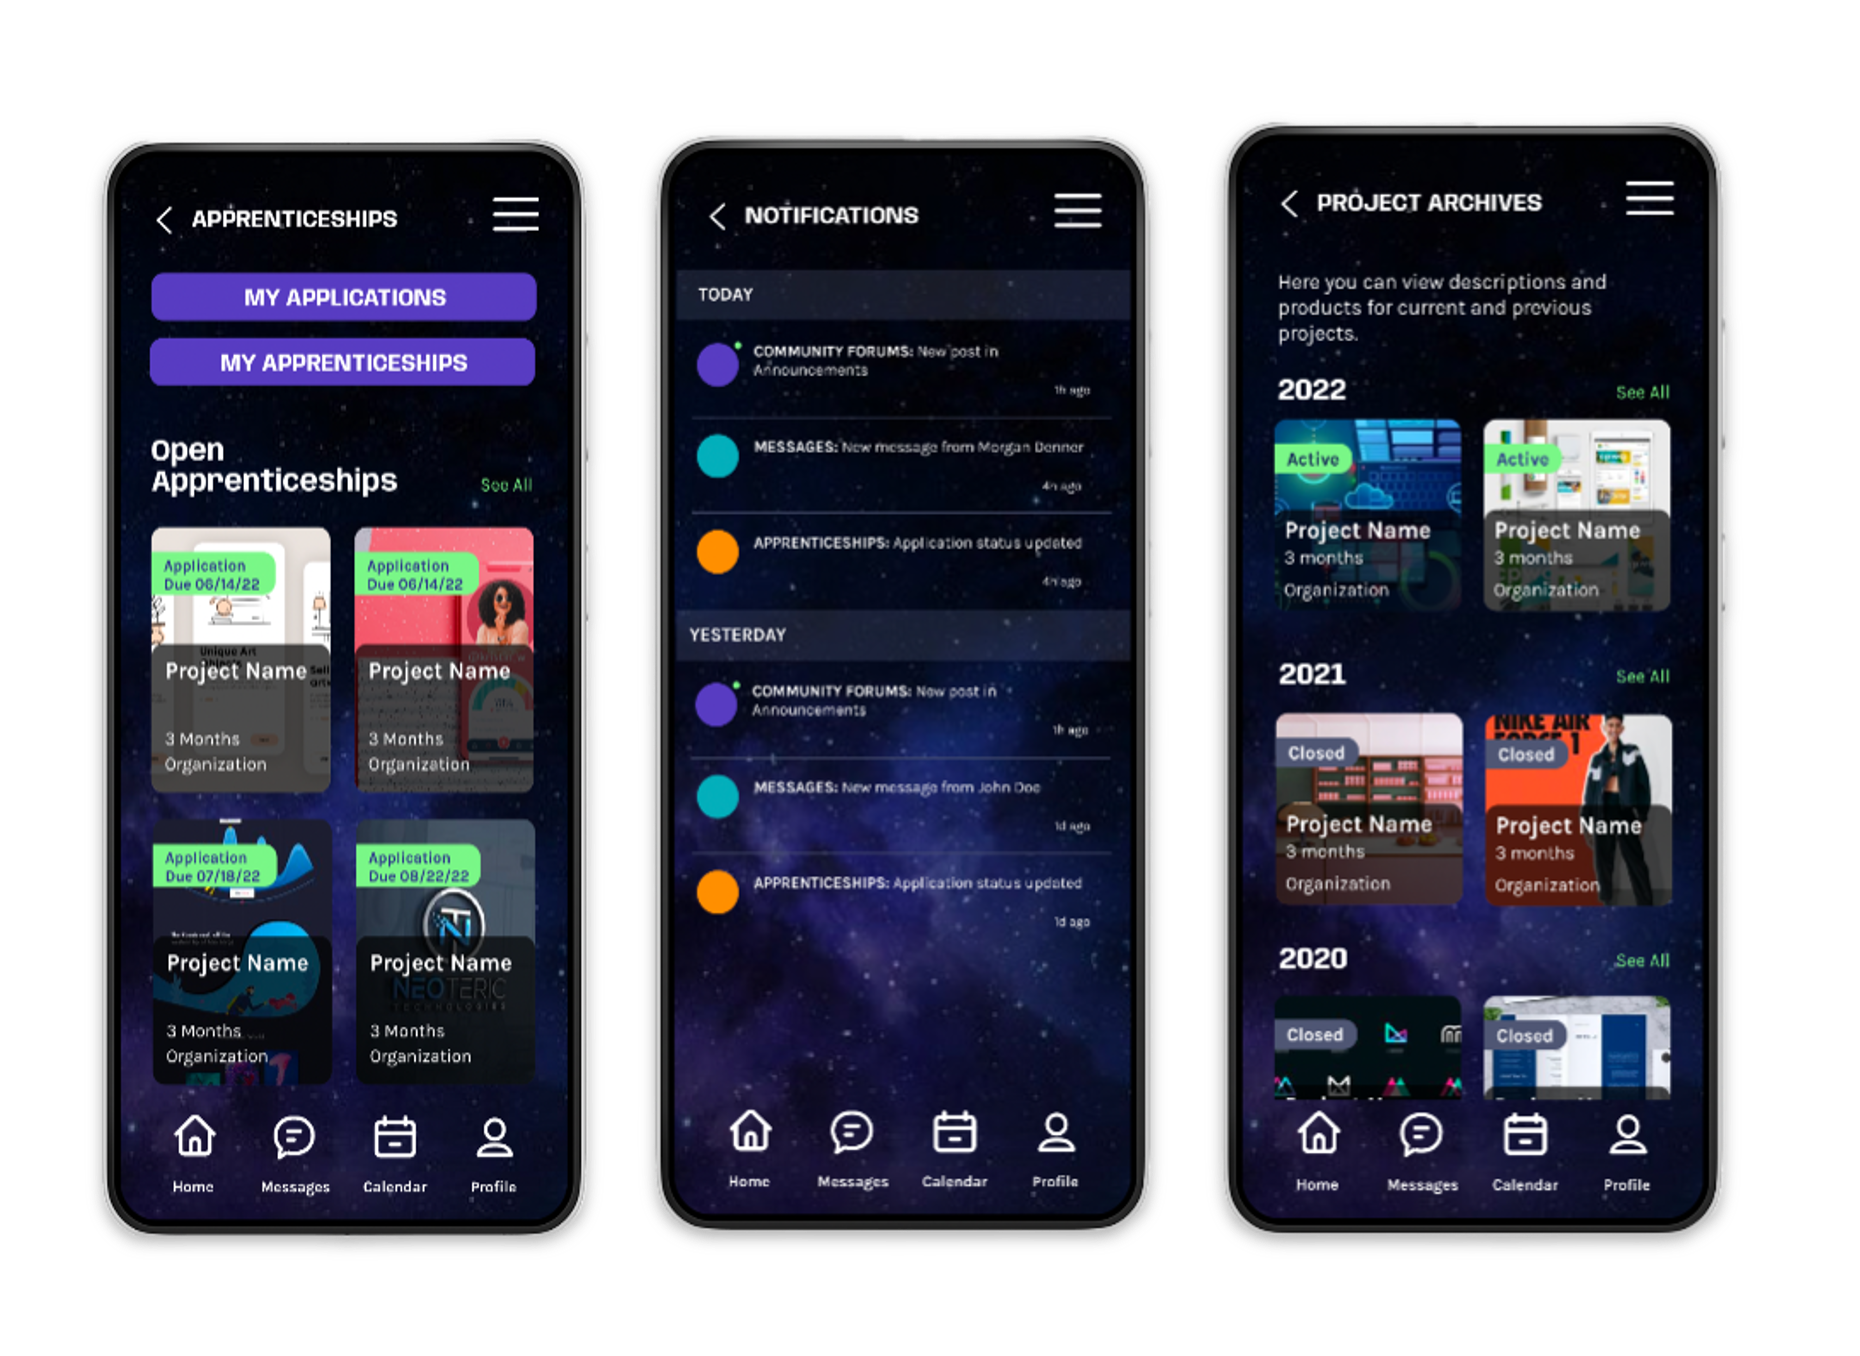 APPRENTICESHIPS
MY APPLICATIONS
MY APPRENTICESHIPS
Open
Apprenticeships
See All
Application
Due 06/14/22
Application
Due 06/14/22
Unique Art
Project Name
Project Name
3 Months
Organization
3 Months
Organization
Application
Due 07/18/22
Application
Due 08/22/22
Project Name
Project Name
NEOTERIC
TECHNOLOGIES
3 Months
Organization
3 Months
Organization
Home
Messages
Calendar
Profile
NOTIFICATIONS
TODAY
COMMUNITY FORUMS: New post in
Announcements
1h ago
MESSAGES: New message from Morgan Denner
4h ago
APPRENTICESHIPS: Application status updated
4h ago
YESTERDAY
COMMUNITY FORUMS: New post in
Announcements
1h ago
MESSAGES: New message from John Doe
1d ago
APPRENTICESHIPS: Application status updated
1d ago
Home
Messages
Calendar
Profile
PROJECT ARCHIVES
Here you can view descriptions and
products for current and previous
projects.
2022
See All
Active
Active
Project Name
3 months
Organization
Project Name
3 months
Organization
2021
See All
NIKE AIR
FORCE 1
Closed
Closed
Project Name
3 months
Organization
Project Name
3 months
Organization
2020
See All
Closed
Closed
Home
Messages
Calendar
Profile